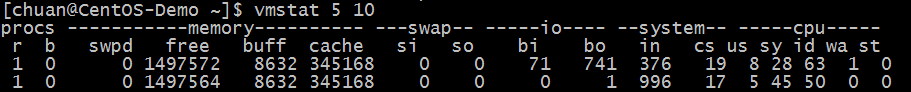 [chuan@CentOS-Demo ~]$ vmstat 5 10
procs -----------memory---------- ---swap-- -----io---- --system-- -----cpu-----
 r  b   swpd   free   buff  cache   si   so    bi    bo   in   cs us sy id wa st
 1  0      0 1497572   8632 345168    0    0    71   741  376   19  8 28 63  1  0
 1  0      0 1497564   8632 345168    0    0     0     1  996   17  5 45 50  0  0